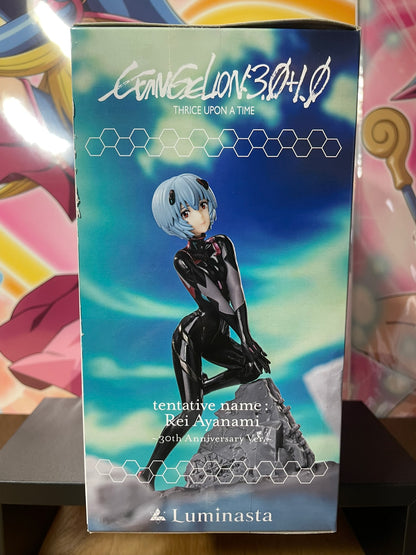 EVANGELION:3.0+1.0
THRICE UPON A TIME
tentative name :
Rei Ayanami
-30th Anniversary Ver.-
Luminasta